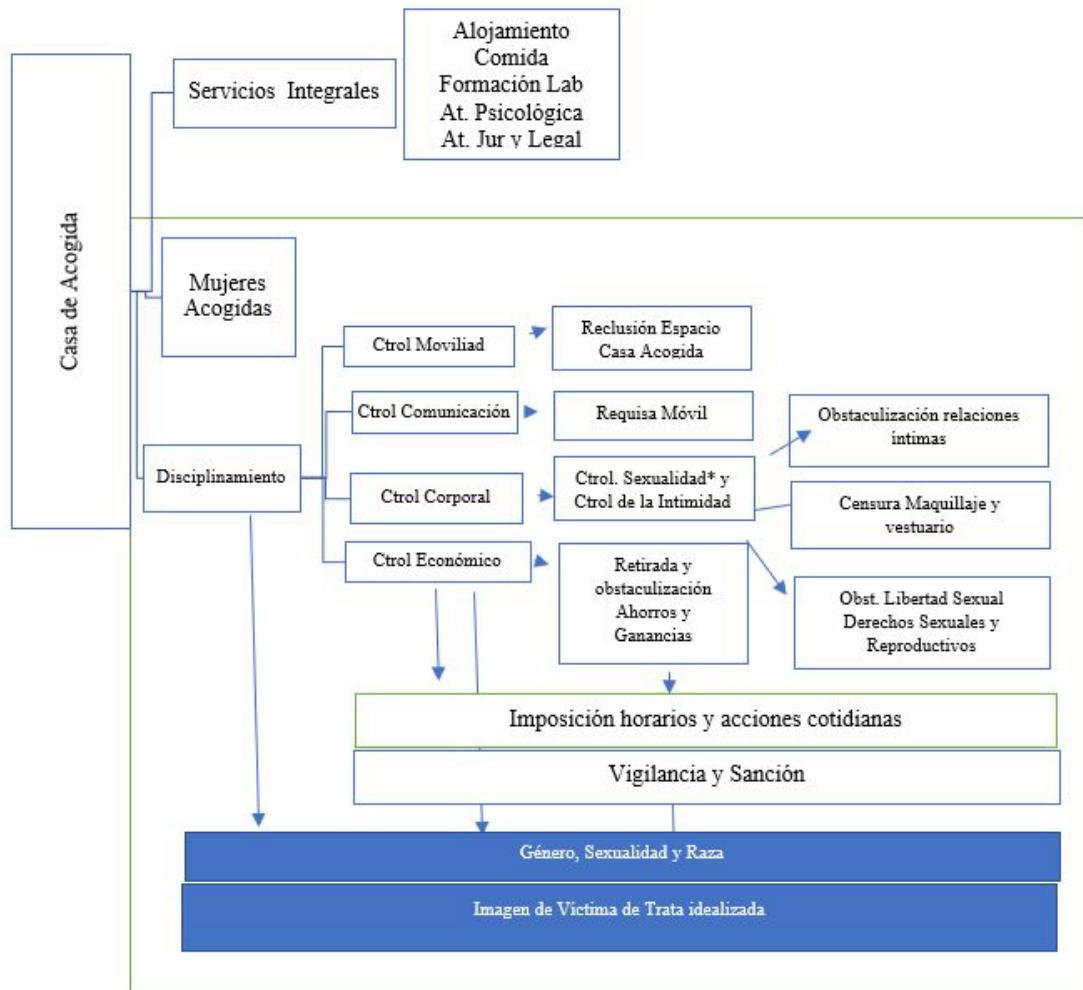 Casa de Acogida
Servicios Integrales
Alojamiento
Comida
Formación Lab
At. Psicológica
At. Jur y Legal
Mujeres
Acogidas
Disciplinamiento
Ctrol Moviliad
Reclusión Espacio
Casa Acogida
Ctrol Comunicación
Requisa Móvil
Ctrol Corporal
Ctrol. Sexualidad* y
Ctrol de la Intimidad
Obstaculización relaciones
íntimas
Censura Maquillaje y
vestuario
Obst. Libertad Sexual
Derechos Sexuales y
Reproductivos
Ctrol Económico
Retirada y
obstaculización
Ahorros y
Ganancias
Imposición horarios y acciones cotidianas
Vigilancia y Sanción
Género, Sexualidad y Raza
Imagen de Víctima de Trata idealizada